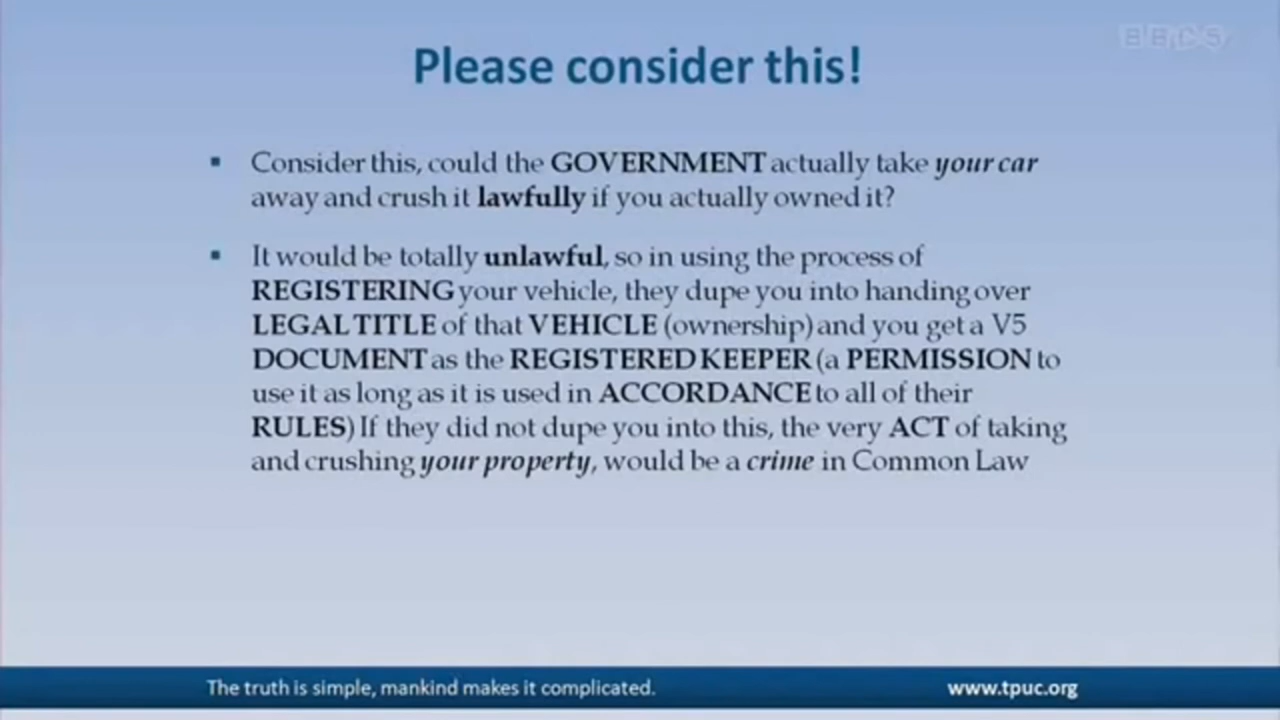 BBC5
Please consider this!
▪ Consider this, could the GOVERNMENT actually take your car
away and crush it lawfully if you actually owned it?
▪ It would be totally unlawful, so in using the process of
REGISTERING your vehicle, they dupe you into handing over
LEGAL TITLE of that VEHICLE (ownership) and you get a V5
DOCUMENT as the REGISTERED KEEPER (a PERMISSION to
use it as long as it is used in ACCORDANCE to all of their
RULES) If they did not dupe you into this, the very ACT of taking
and crushing your property, would be a crime in Common Law
The truth is simple, mankind makes it complicated.
www.tpuc.org